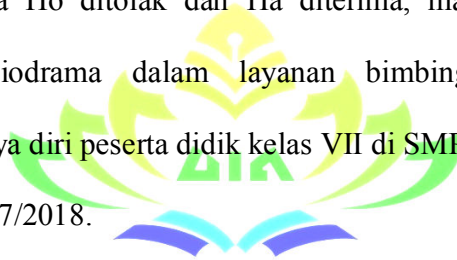 a Ho ditolak dan Ha diterima, ma
iodrama dalam layanan bimbing
ya diri peserta didik kelas VII di SMP
7/2018.